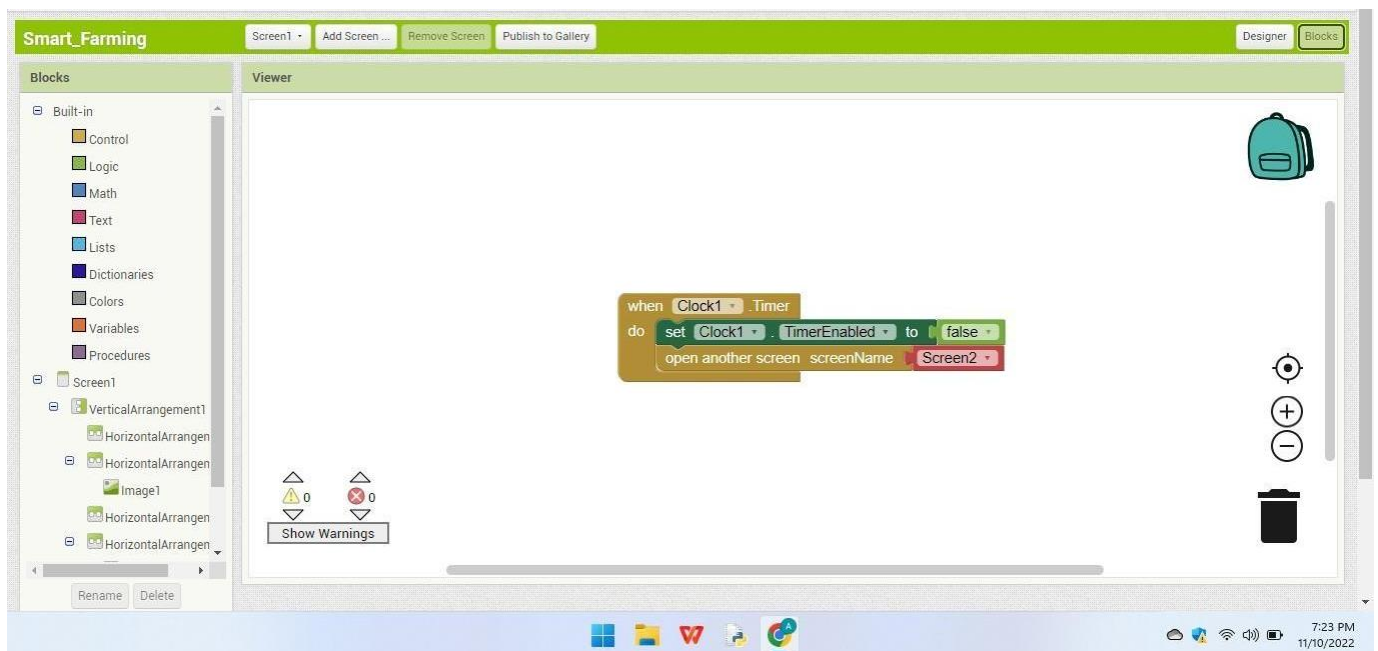 Smart_Farming Screen1 Add Screen ... Remove Screen Publish to Gallery Designer Blocks
Blocks
Viewer
Built-in
Control
Logic
Math
Text
Lists
Dictionaries
Colors
Variables
Procedures
Screen1
VerticalArrangement1
HorizontalArrangen
HorizontalArrangen
Image1
HorizontalArrangen
HorizontalArrangen
Rename Delete
when Clock1 .Timer
do set Clock1 . TimerEnabled to false
open another screen screenName Screen2
0 0
Show Warnings
7:23 PM
11/10/2022